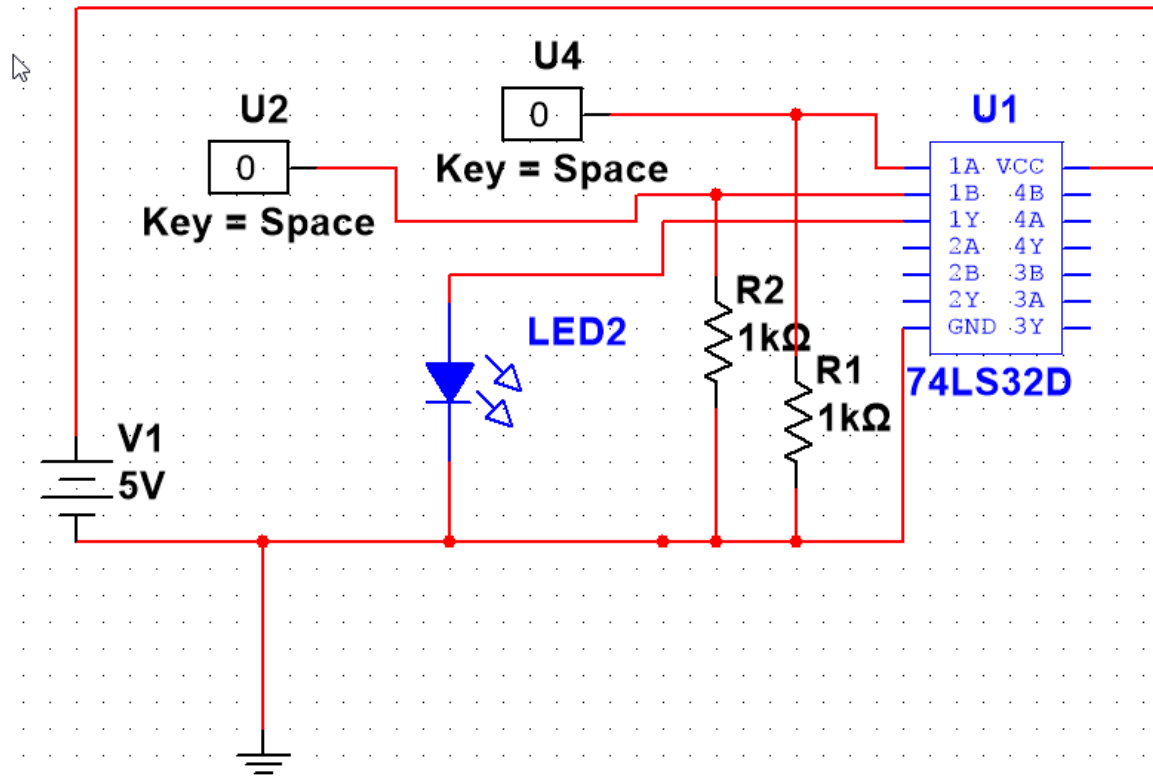 U4
0
Key = Space
U2
0
Key = Space
U1
1A VCC
1B 4B
1Y 4A
2A 4Y
2B 3B
2Y 3A
GND 3Y
74LS32D
R2
1kΩ
R1
1kΩ
LED2
V1
5V